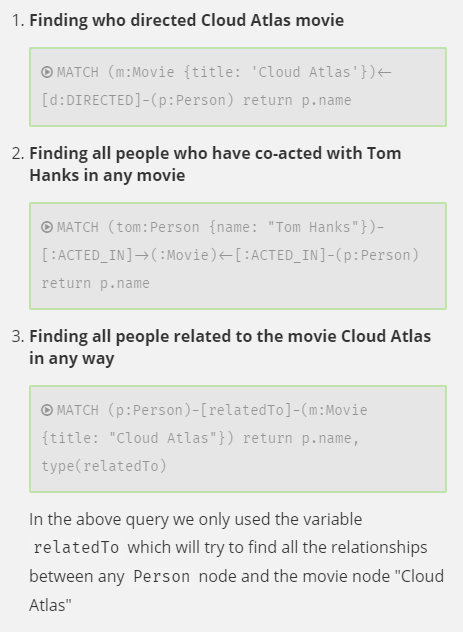 1. Finding who directed Cloud Atlas movie
MATCH (m:Movie {title: 'Cloud Atlas'})<-
[d:DIRECTED]-(p:Person) return p.name
2. Finding all people who have co-acted with Tom
Hanks in any movie
MATCH (tom:Person {name: "Tom Hanks"})-
[:ACTED_IN]->(:Movie)<-[:ACTED_IN]-(p:Person)
return p.name
3. Finding all people related to the movie Cloud Atlas
in any way
MATCH (p:Person)-[relatedTo]-(m:Movie
{title: "Cloud Atlas"}) return p.name,
type(relatedTo)
In the above query we only used the variable
relatedTo which will try to find all the relationships
between any Person node and the movie node "Cloud
Atlas"